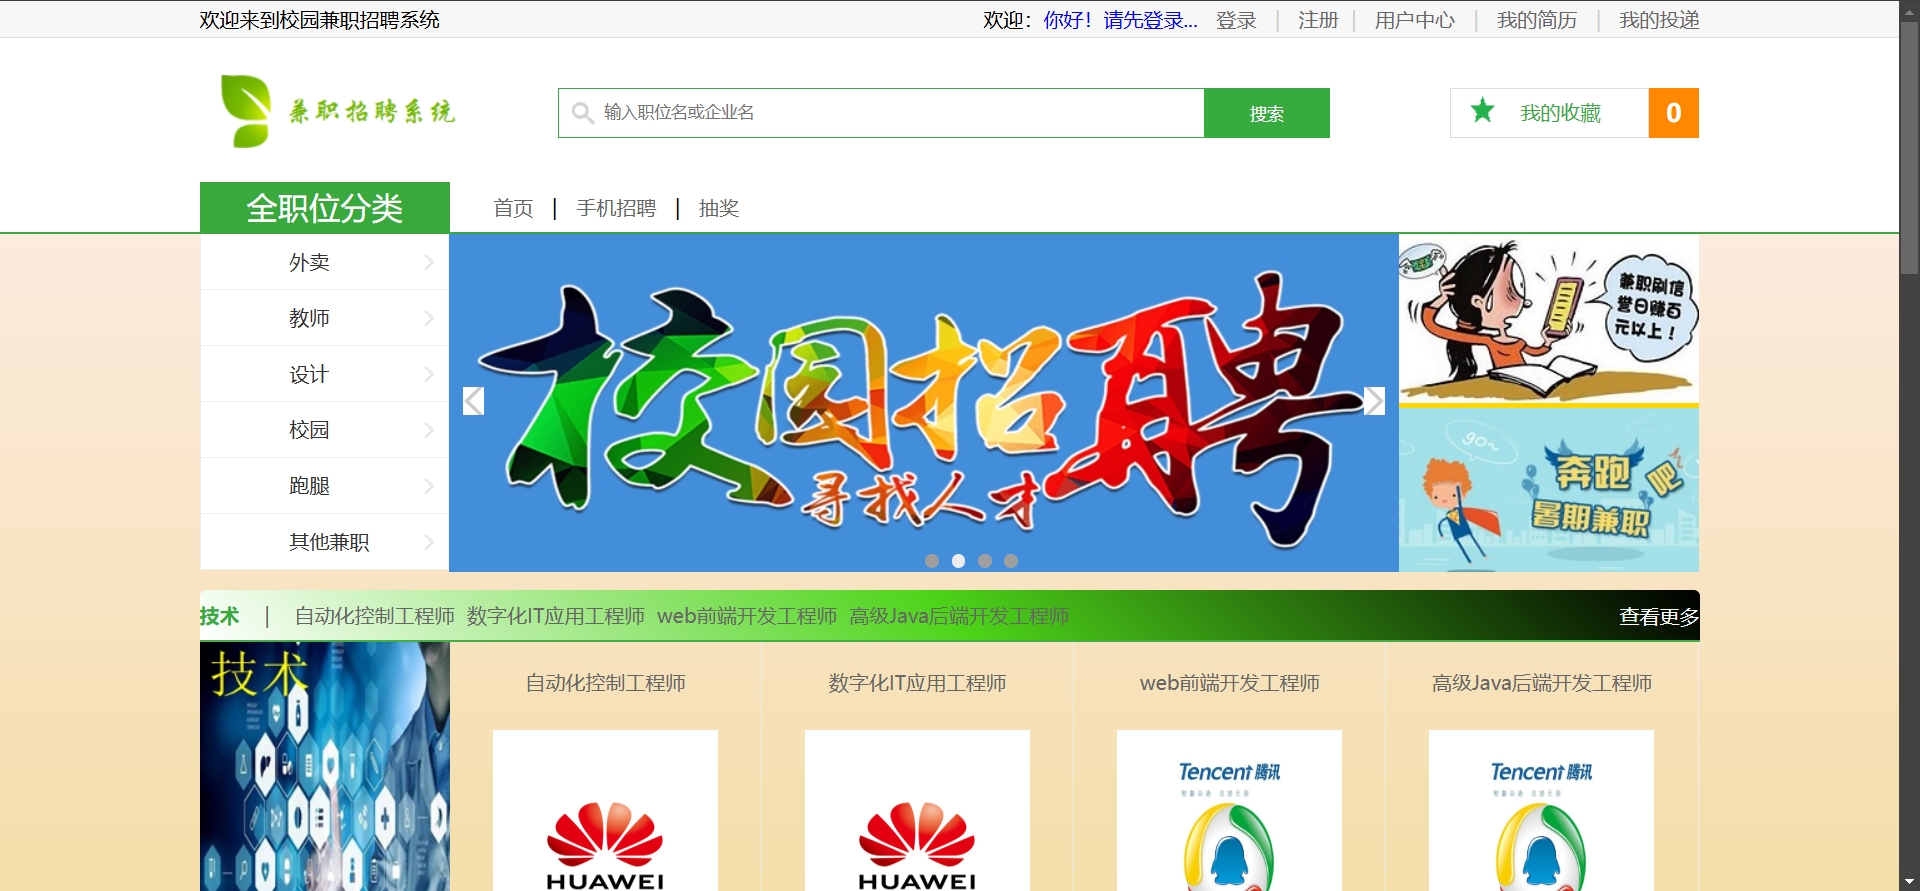 欢迎来到校园兼职招聘系统
欢迎：你好！请先登录... 登录 | 注册 | 用户中心 | 我的简历 | 我的投递
兼职招聘系统
输入职位名或企业名
搜索
我的收藏
0
全职位分类
首页 | 手机招聘 | 抽奖
外卖
教师
设计
校园
跑腿
其他兼职
校园招聘
寻找人才
兼职刷信
誉日赚百
元以上！
go~
奔跑吧
暑期兼职
技术 | 自动化控制工程师 数字化IT应用工程师 web前端开发工程师 高级Java后端开发工程师
查看更多
技术
自动化控制工程师
数字化IT应用工程师
web前端开发工程师
高级Java后端开发工程师
HUAWEI
HUAWEI
Tencent 腾讯
Tencent 腾讯